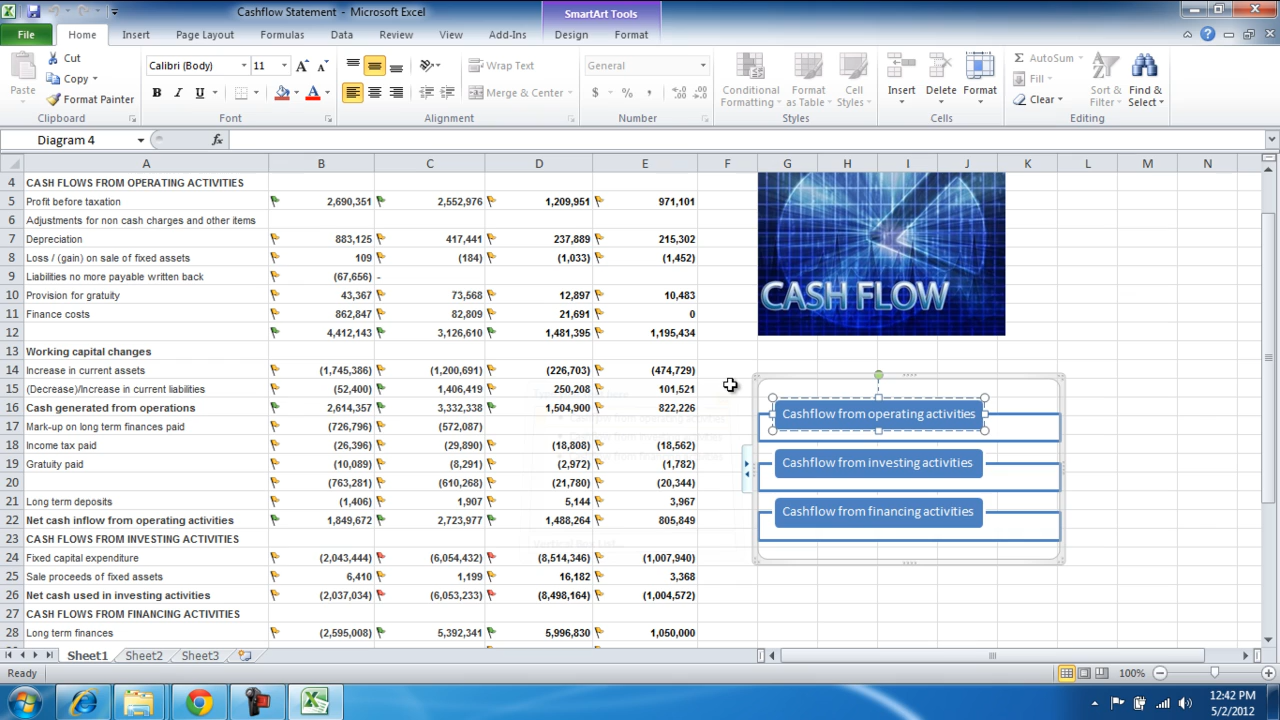 Cashflow Statement - Microsoft Excel
SmartArt Tools
File Home Insert Page Layout Formulas Data Review View Add-Ins Design Format
Paste
Cut
Copy
Format Painter
Clipboard
Calibri (Body) 11
B I U
Font
Wrap Text
Merge & Center
Alignment
General
$ % ,
Number
Conditional Formatting
Format as Table
Cell Styles
Styles
Insert
Delete
Format
Cells
AutoSum
Fill
Clear
Sort & Filter
Find & Select
Editing
Diagram 4 fx
A B C D E F G H I J K L M N
4 CASH FLOWS FROM OPERATING ACTIVITIES
5 Profit before taxation 2,690,351 2,552,976 1,209,951 971,101
6 Adjustments for non cash charges and other items
7 Depreciation 883,125 417,441 237,889 215,302
8 Loss / (gain) on sale of fixed assets 109 (184) (1,033) (1,452)
9 Liabilities no more payable written back (67,656) -
10 Provision for gratuity 43,367 73,568 12,897 10,483
11 Finance costs 862,847 82,809 21,691 0
12 4,412,143 3,126,610 1,481,395 1,195,434
13 Working capital changes
14 Increase in current assets (1,745,386) (1,200,691) (226,703) (474,729)
15 (Decrease)/Increase in current liabilities (52,400) 1,406,419 250,208 101,521
16 Cash generated from operations 2,614,357 3,332,338 1,504,900 822,226
17 Mark-up on long term finances paid (726,796) (572,087)
18 Income tax paid (26,396) (29,890) (18,808) (18,562)
19 Gratuity paid (10,089) (8,291) (2,972) (1,782)
20 (763,281) (610,268) (21,780) (20,344)
21 Long term deposits (1,406) 1,907 5,144 3,967
22 Net cash inflow from operating activities 1,849,672 2,723,977 1,488,264 805,849
23 CASH FLOWS FROM INVESTING ACTIVITIES
24 Fixed capital expenditure (2,043,444) (6,054,432) (8,514,346) (1,007,940)
25 Sale proceeds of fixed assets 6,410 1,199 16,182 3,368
26 Net cash used in investing activities (2,037,034) (6,053,233) (8,498,164) (1,004,572)
27 CASH FLOWS FROM FINANCING ACTIVITIES
28 Long term finances (2,595,008) 5,392,341 5,996,830 1,050,000
CASH FLOW
Cashflow from operating activities
Cashflow from investing activities
Cashflow from financing activities
Sheet1 Sheet2 Sheet3
Ready
100%
12:42 PM
5/2/2012